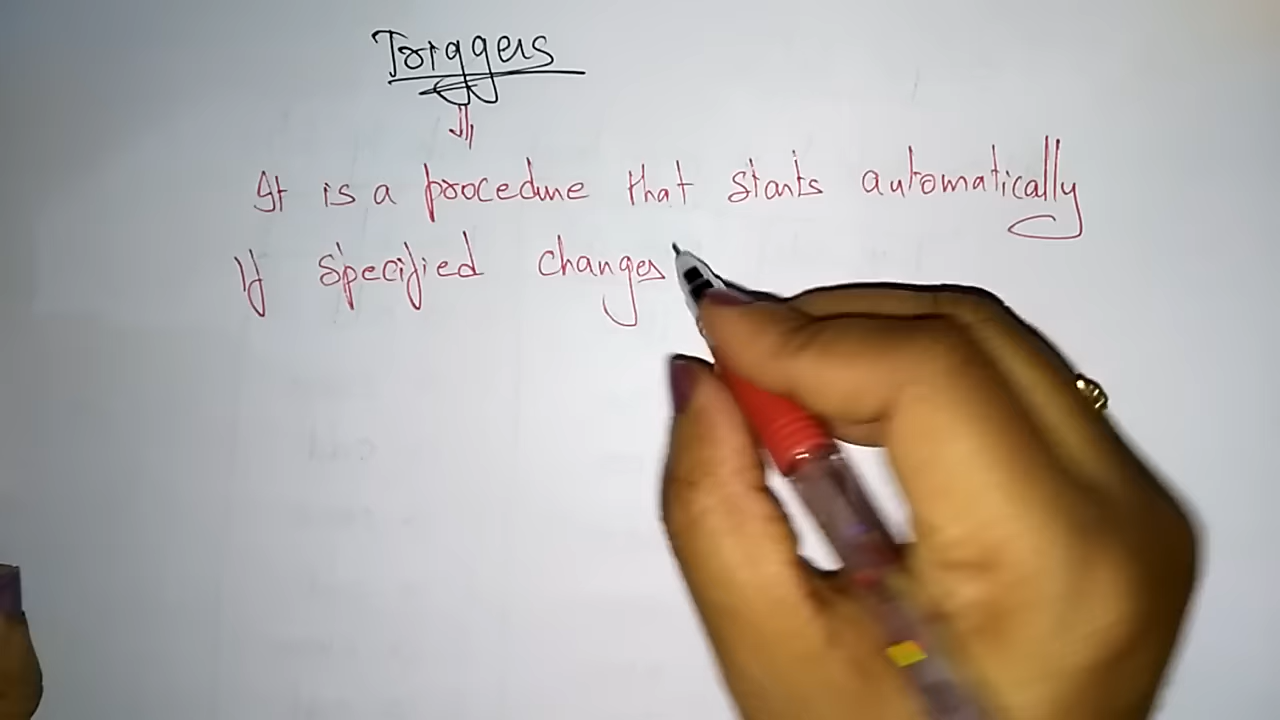 Triggers
It is a procedure that starts automatically
If specified changes